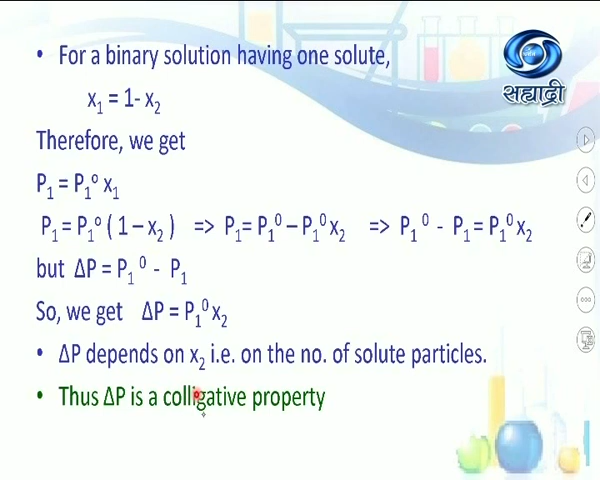 • For a binary solution having one solute,
x₁ = 1- x₂
Therefore, we get
P₁ = P₁ᵒ x₁
P₁ = P₁ᵒ ( 1 – x₂ ) => P₁= P₁⁰ – P₁⁰x₂ => P₁ ⁰ - P₁ = P₁⁰x₂
but ΔP = P₁ ⁰ - P₁
So, we get ΔP = P₁⁰x₂
• ΔP depends on x₂ i.e. on the no. of solute particles.
• Thus ΔP is a colligative property
सह्याद्री